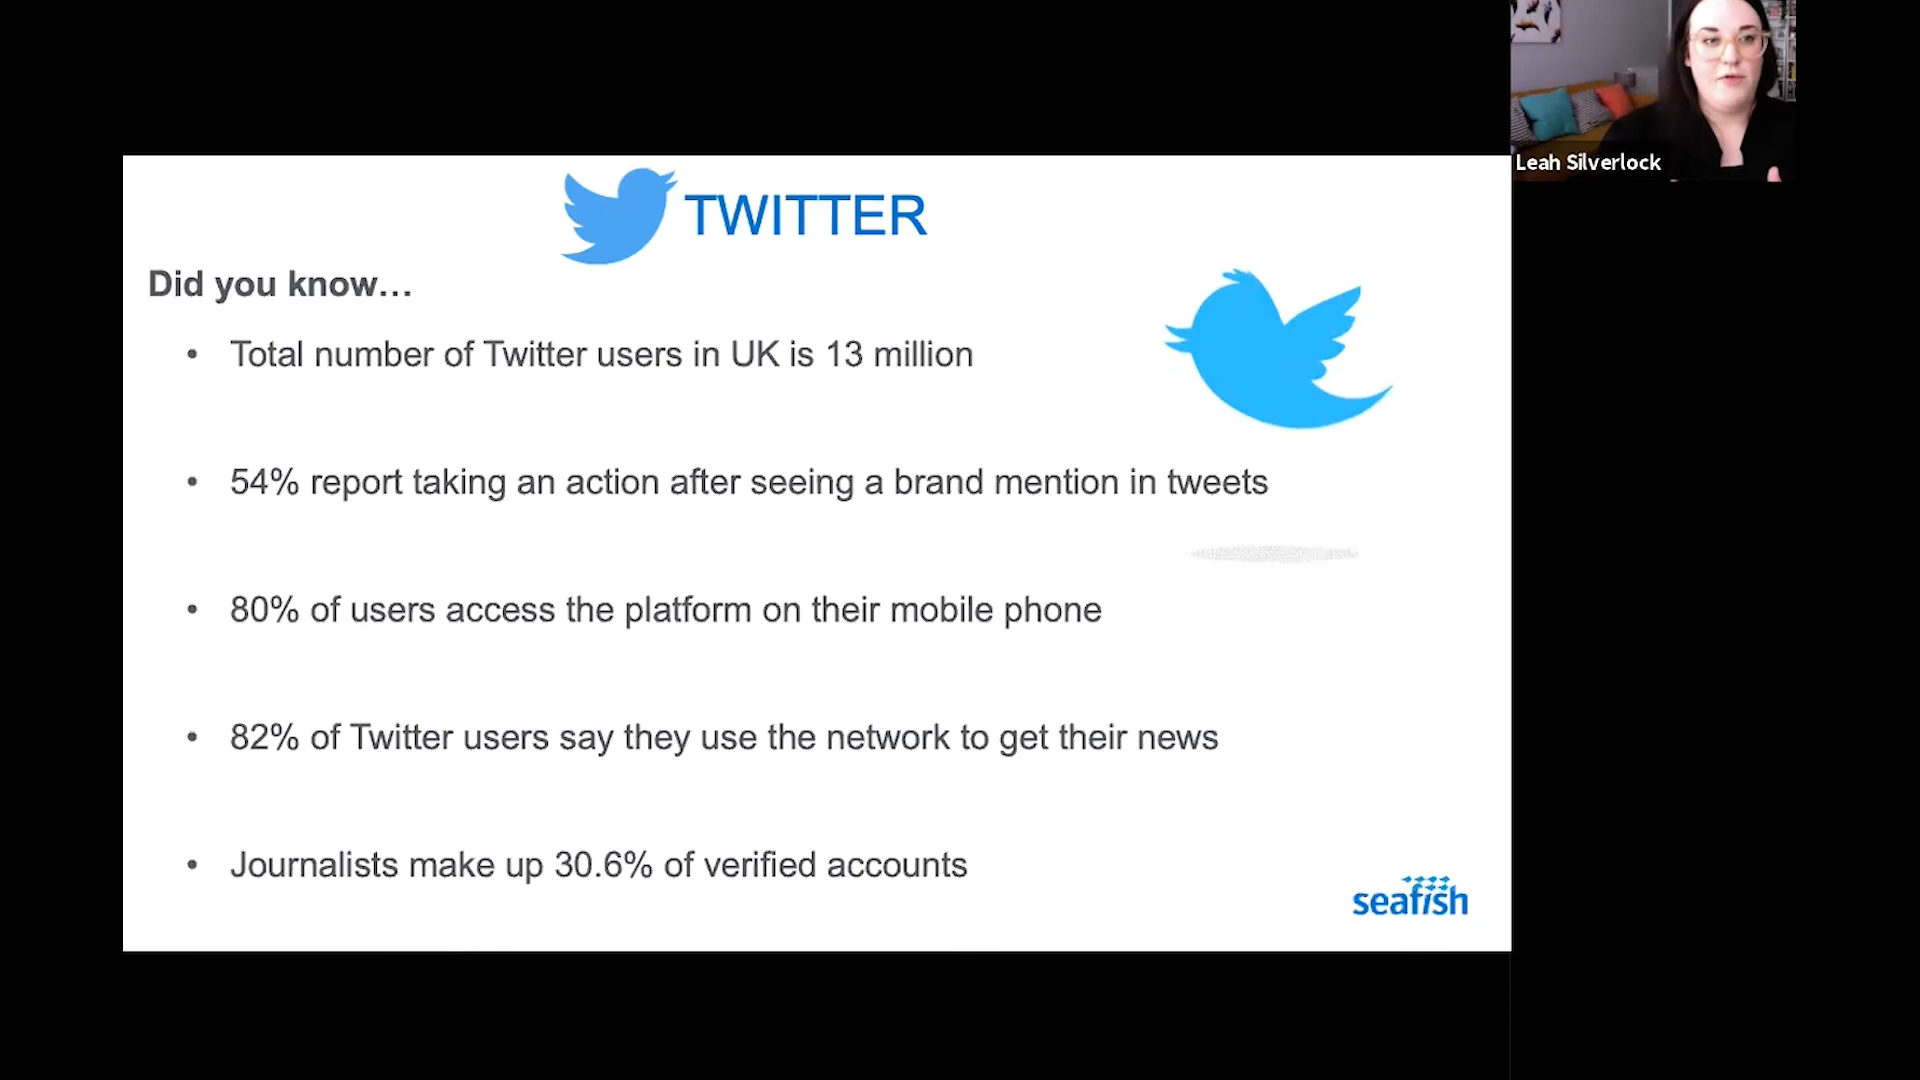 TWITTER
Did you know…
• Total number of Twitter users in UK is 13 million
• 54% report taking an action after seeing a brand mention in tweets
• 80% of users access the platform on their mobile phone
• 82% of Twitter users say they use the network to get their news
• Journalists make up 30.6% of verified accounts
seafish
Leah Silverlock